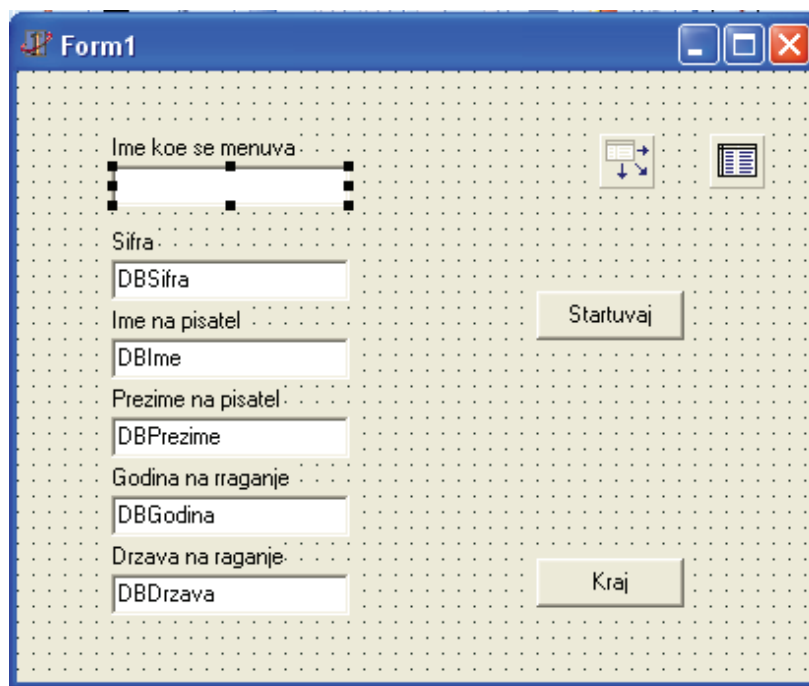 Form1
Ime koe se menuva
Sifra
DBSifra
Ime na pisatel
DBIme
Prezime na pisatel
DBPrezime
Godina na rraganje
DBGodina
Drzava na raganje
DBDrzava
Startuvaj
Kraj